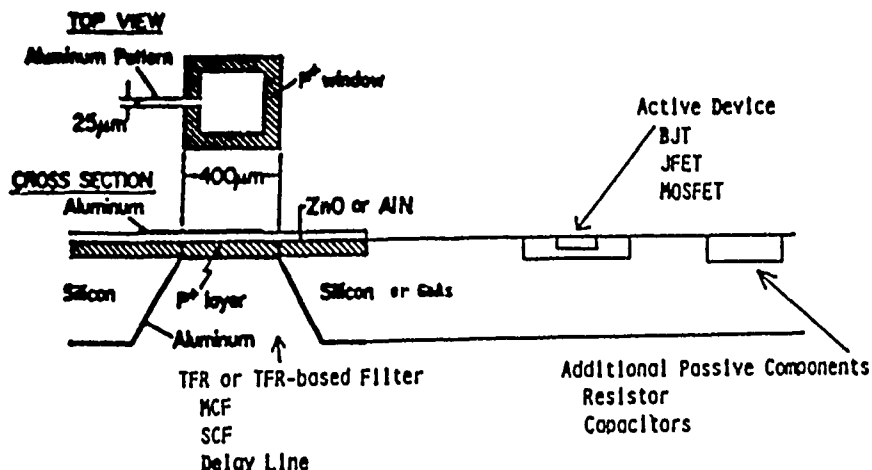 TOP VIEW
Aluminum Pattern
P+ window
25μm
400μm
CROSS SECTION
Aluminum
ZnO or AlN
Silicon
P+ layer
Silicon or GaAs
Aluminum
TFR or TFR-based Filter
MCF
SCF
Delay Line
Active Device
BJT
JFET
MOSFET
Additional Passive Components
Resistor
Capacitors